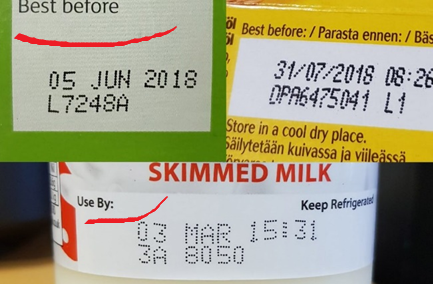 Best before
05 JUN 2018
L7248A
Best before: / Parasta ennen: / Bäs
31/07/2018 08:26
DPA6475041 L1
Store in a cool dry place.
Säilytetään kuivassa ja viileässä
SKIMMED MILK
Use By:
Keep Refrigerated
03 MAR 15:31
3A 8050